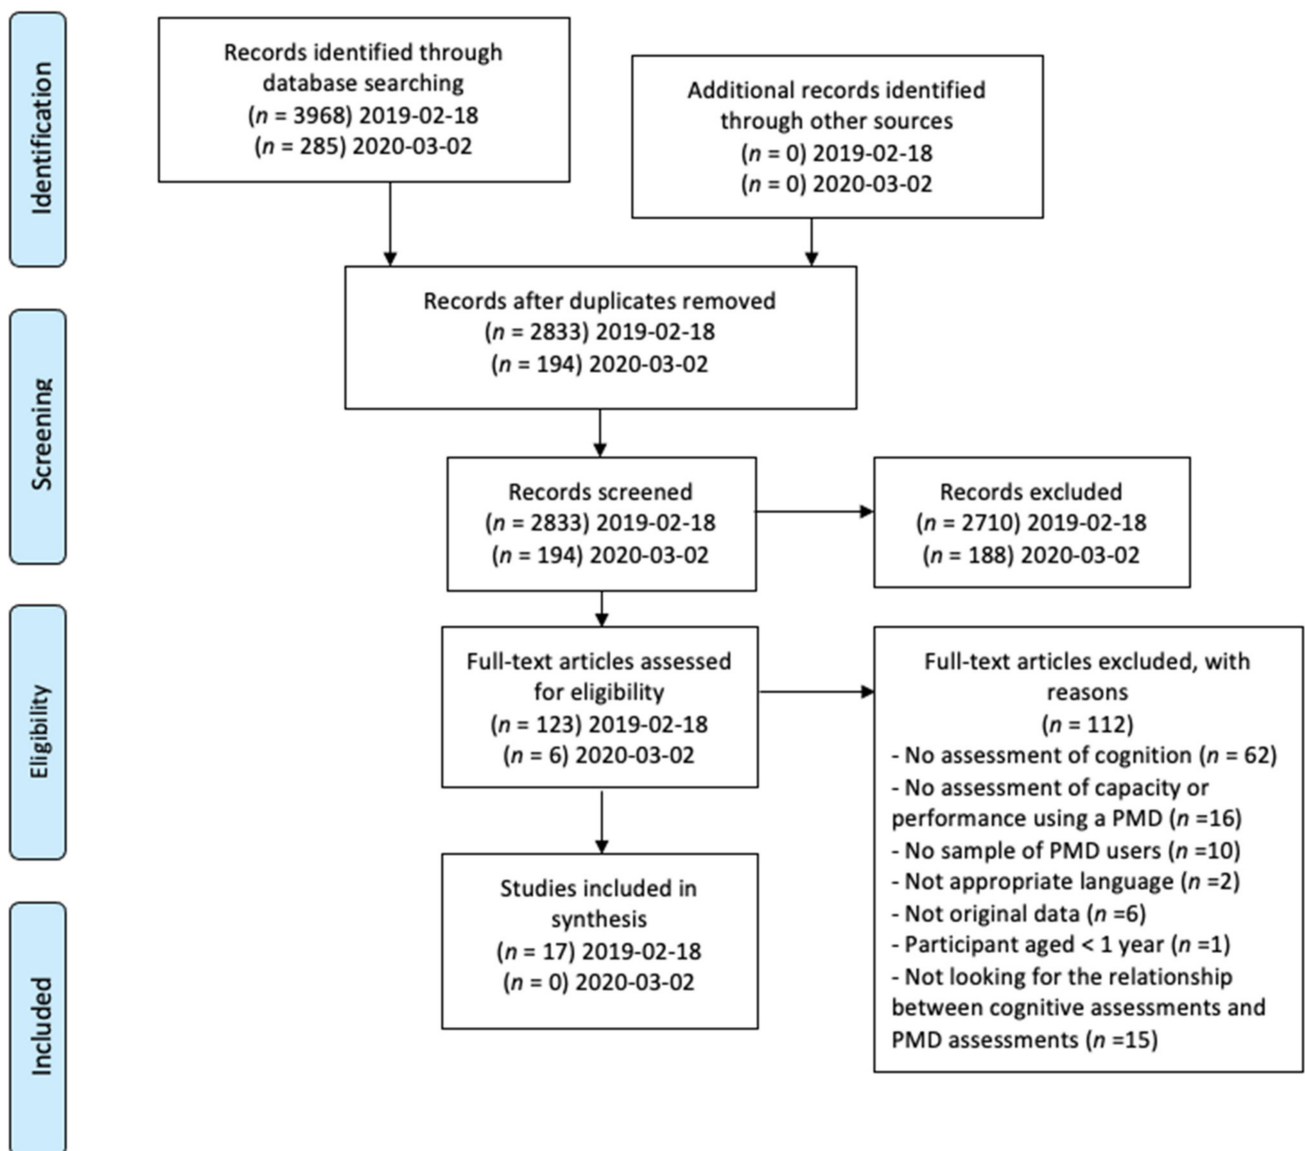 Identification
Records identified through
database searching
(n = 3968) 2019-02-18
(n = 285) 2020-03-02
Additional records identified
through other sources
(n = 0) 2019-02-18
(n = 0) 2020-03-02
Records after duplicates removed
(n = 2833) 2019-02-18
(n = 194) 2020-03-02
Screening
Records screened
(n = 2833) 2019-02-18
(n = 194) 2020-03-02
Records excluded
(n = 2710) 2019-02-18
(n = 188) 2020-03-02
Eligibility
Full-text articles assessed
for eligibility
(n = 123) 2019-02-18
(n = 6) 2020-03-02
Full-text articles excluded, with
reasons
(n = 112)
- No assessment of cognition (n = 62)
- No assessment of capacity or
performance using a PMD (n =16)
- No sample of PMD users (n =10)
- Not appropriate language (n =2)
- Not original data (n =6)
- Participant aged < 1 year (n =1)
- Not looking for the relationship
between cognitive assessments and
PMD assessments (n =15)
Included
Studies included in
synthesis
(n = 17) 2019-02-18
(n = 0) 2020-03-02